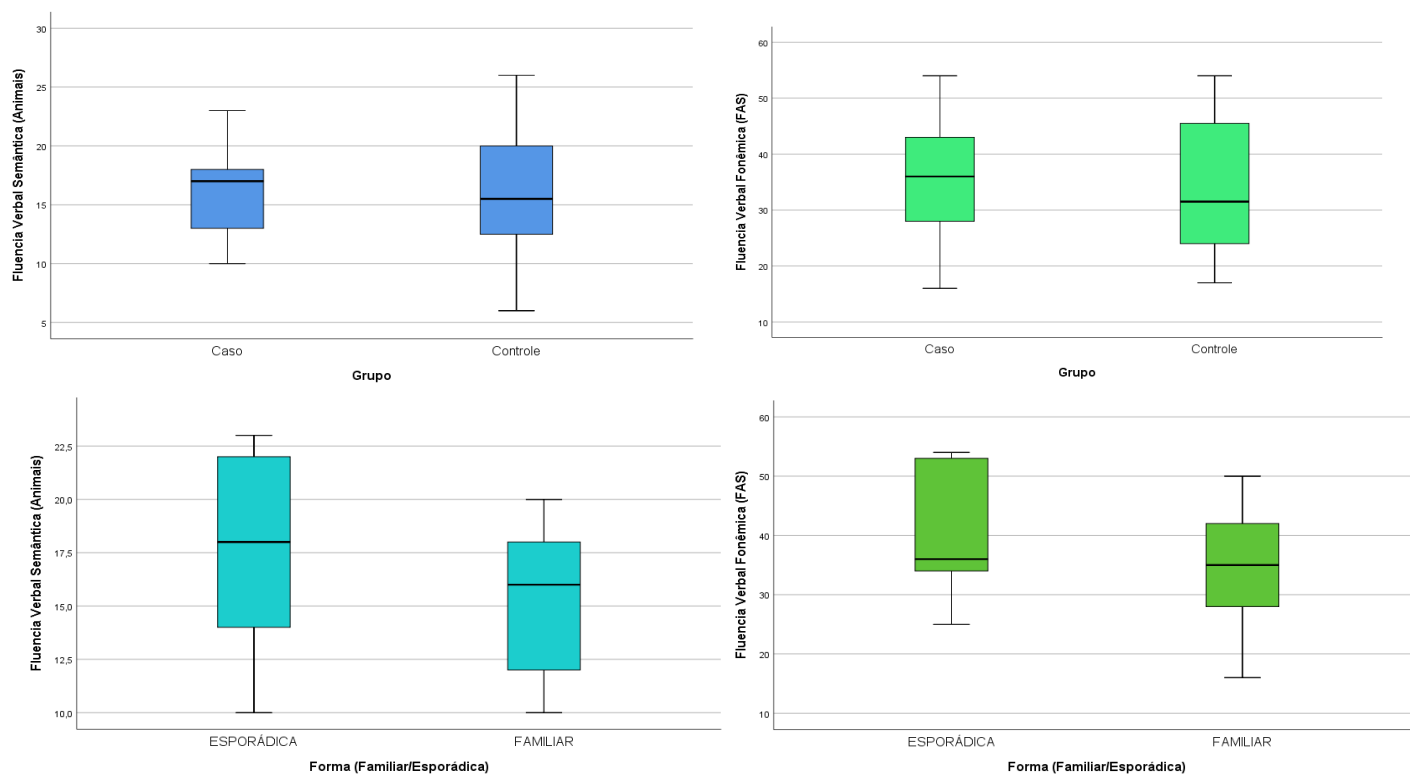 Fluencia Verbal Semântica (Animais)
30
25
20
15
10
5
Caso
Controle
Grupo
Fluencia Verbal Fonêmica (FAS)
60
50
40
30
20
10
Caso
Controle
Grupo
Fluencia Verbal Semântica (Animais)
22,5
20,0
17,5
15,0
12,5
10,0
ESPORÁDICA
FAMILIAR
Forma (Familiar/Esporádica)
Fluencia Verbal Fonêmica (FAS)
60
50
40
30
20
10
ESPORÁDICA
FAMILIAR
Forma (Familiar/Esporádica)